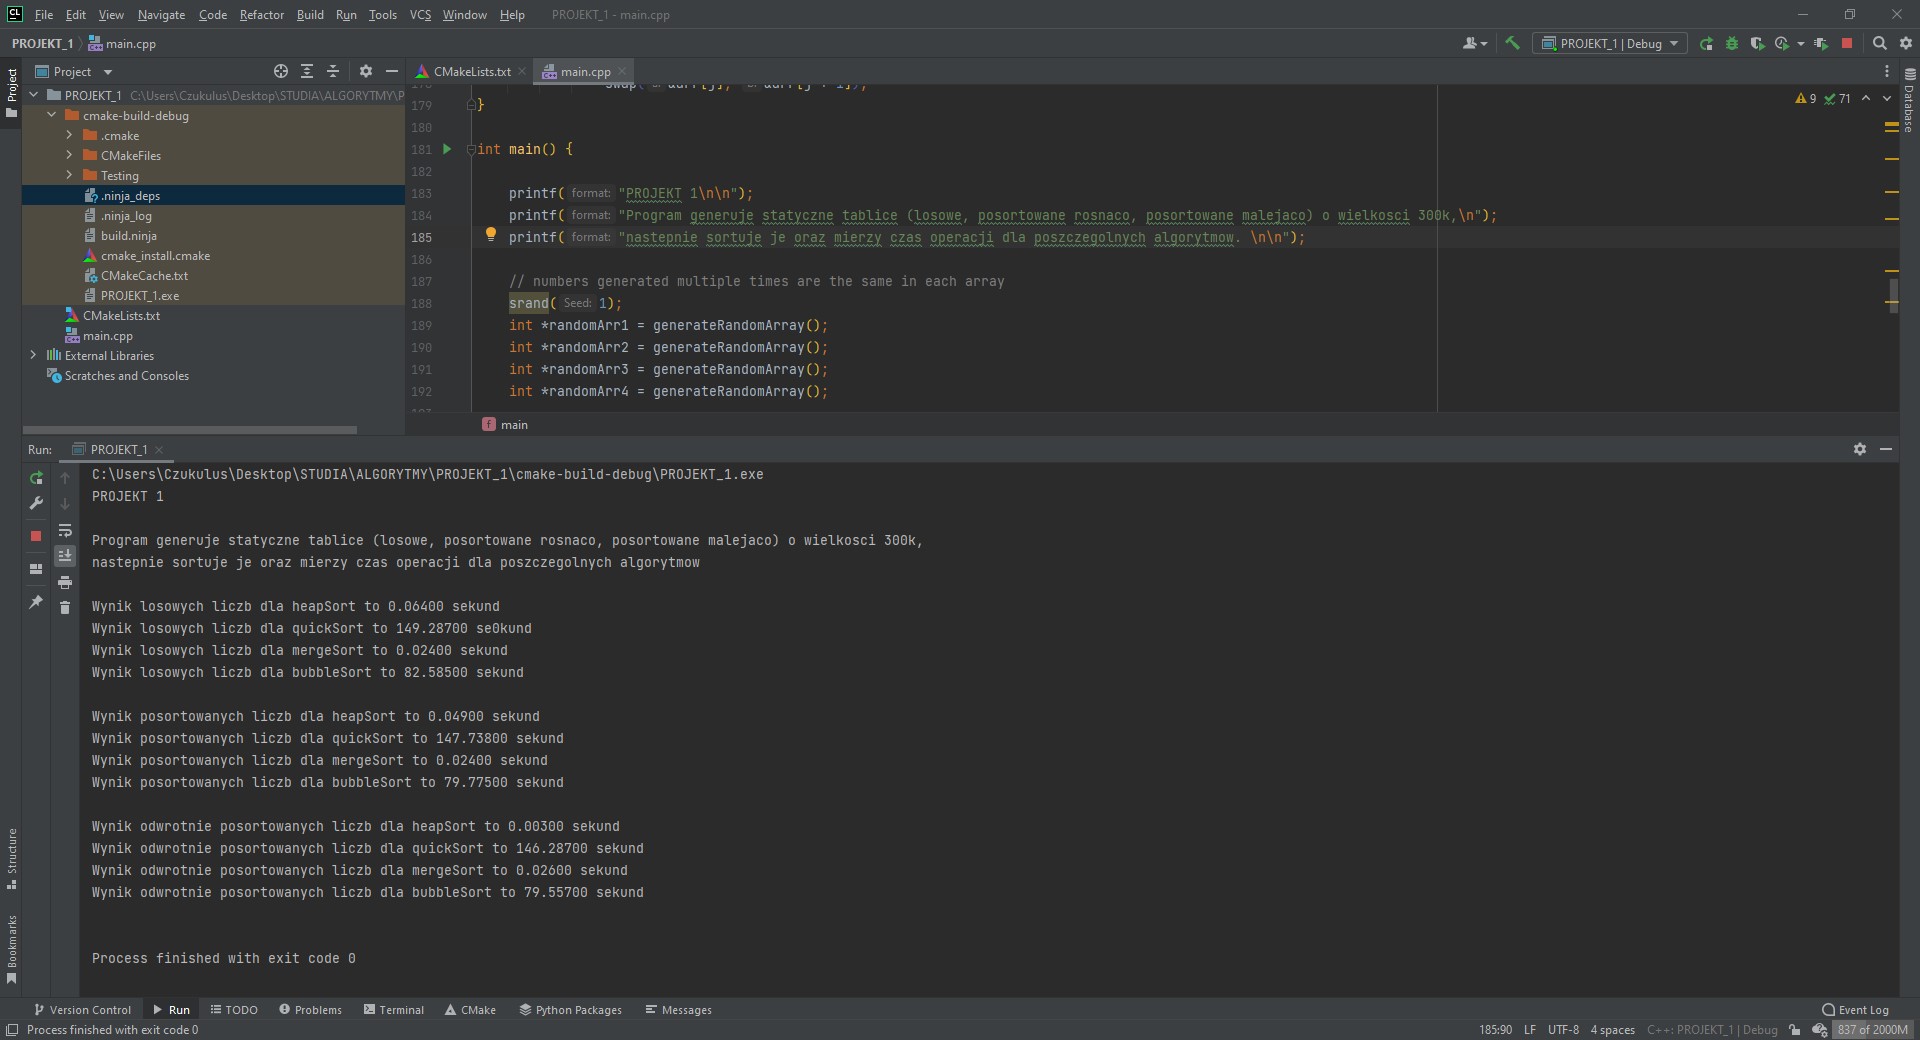 File Edit View Navigate Code Refactor Build Run Tools VCS Window Help PROJEKT_1 - main.cpp
PROJEKT_1 main.cpp PROJEKT_1 | Debug
Project
CMakeLists.txt main.cpp
PROJEKT_1 C:\Users\Czukulus\Desktop\STUDIA\ALGORYTMY\P
cmake-build-debug
.cmake
CMakeFiles
Testing
.ninja_deps
.ninja_log
build.ninja
cmake_install.cmake
CMakeCache.txt
PROJEKT_1.exe
CMakeLists.txt
main.cpp
External Libraries
Scratches and Consoles
Project
Structure
Bookmarks
Database
9 71
179 }
180
181 int main() {
182
183 printf( format: "PROJEKT 1\n\n");
184 printf( format: "Program generuje statyczne tablice (losowe, posortowane rosnaco, posortowane malejaco) o wielkosci 300k,\n");
185 printf( format: "nastepnie sortuje je oraz mierzy czas operacji dla poszczegolnych algorytmow. \n\n");
186
187 // numbers generated multiple times are the same in each array
188 srand( Seed: 1);
189 int *randomArr1 = generateRandomArray();
190 int *randomArr2 = generateRandomArray();
191 int *randomArr3 = generateRandomArray();
192 int *randomArr4 = generateRandomArray();
main
Run: PROJEKT_1
C:\Users\Czukulus\Desktop\STUDIA\ALGORYTMY\PROJEKT_1\cmake-build-debug\PROJEKT_1.exe
PROJEKT 1
Program generuje statyczne tablice (losowe, posortowane rosnaco, posortowane malejaco) o wielkosci 300k,
nastepnie sortuje je oraz mierzy czas operacji dla poszczegolnych algorytmow
Wynik losowych liczb dla heapSort to 0.06400 sekund
Wynik losowych liczb dla quickSort to 149.28700 se0kund
Wynik losowych liczb dla mergeSort to 0.02400 sekund
Wynik losowych liczb dla bubbleSort to 82.58500 sekund
Wynik posortowanych liczb dla heapSort to 0.04900 sekund
Wynik posortowanych liczb dla quickSort to 147.73800 sekund
Wynik posortowanych liczb dla mergeSort to 0.02400 sekund
Wynik posortowanych liczb dla bubbleSort to 79.77500 sekund
Wynik odwrotnie posortowanych liczb dla heapSort to 0.00300 sekund
Wynik odwrotnie posortowanych liczb dla quickSort to 146.28700 sekund
Wynik odwrotnie posortowanych liczb dla mergeSort to 0.02600 sekund
Wynik odwrotnie posortowanych liczb dla bubbleSort to 79.55700 sekund
Process finished with exit code 0
Version Control Run TODO Problems Terminal CMake Python Packages Messages Event Log
Process finished with exit code 0 185:90 LF UTF-8 4 spaces C++: PROJEKT_1 | Debug 837 of 2000M